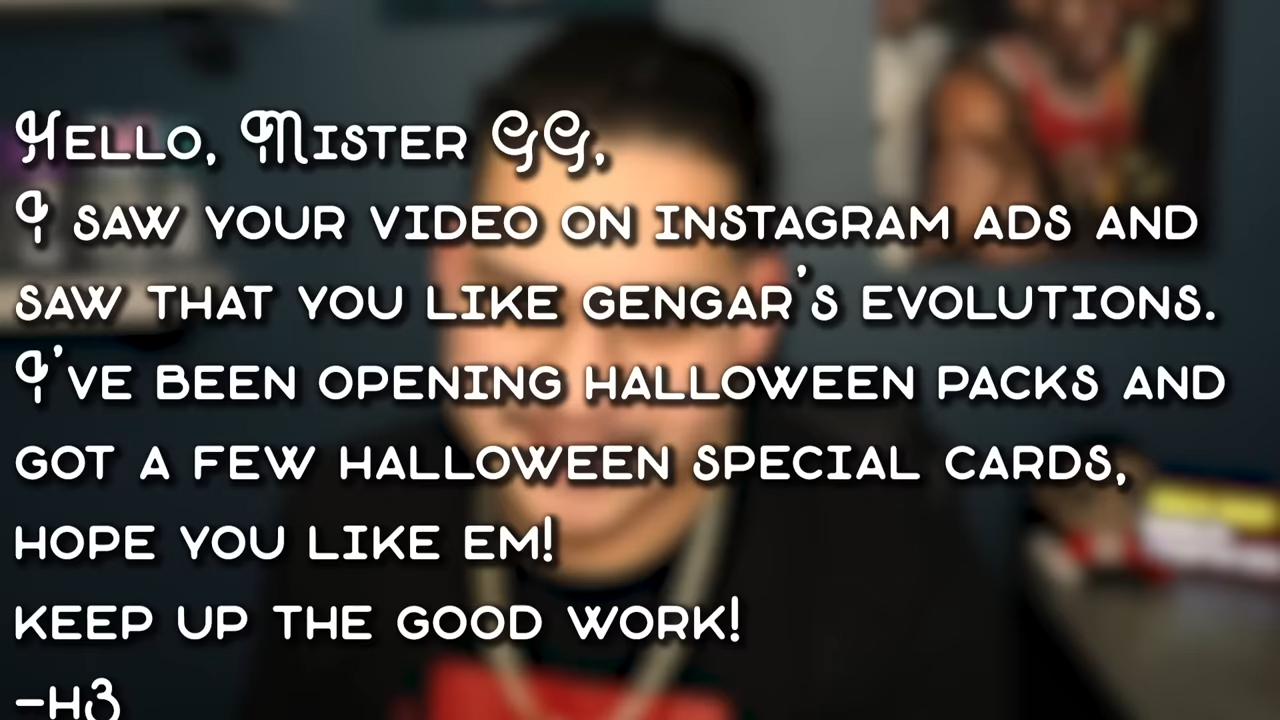 Hello, Mister GG,
I saw your video on instagram ads and
saw that you like gengar's evolutions.
I've been opening halloween packs and
got a few halloween special cards,
hope you like em!
keep up the good work!
-H3